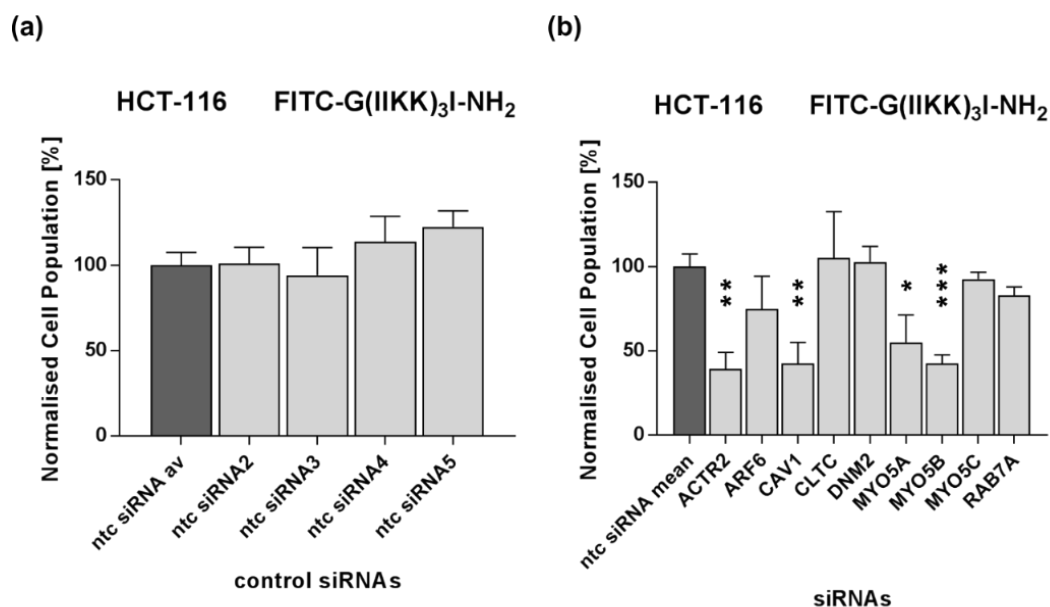 (a)
HCT-116 FITC-G(IIKK)₃I-NH₂
Normalised Cell Population [%]
150
100
50
0
ntc siRNA av
ntc siRNA2
ntc siRNA3
ntc siRNA4
ntc siRNA5
control siRNAs
(b)
HCT-116 FITC-G(IIKK)₃I-NH₂
Normalised Cell Population [%]
150
100
50
0
**
**
*
***
ntc siRNA mean
ACTR2
ARF6
CAV1
CLTC
DNM2
MYO5A
MYO5B
MYO5C
RAB7A
siRNAs